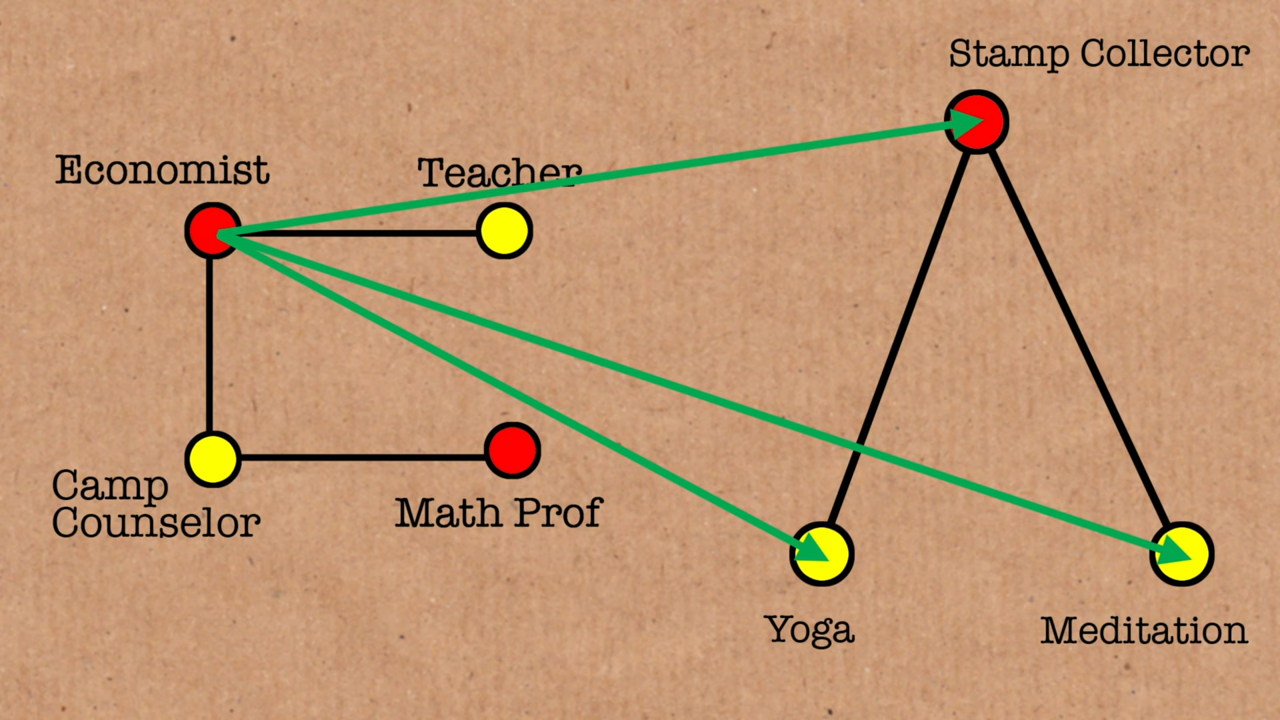 Stamp Collector
Economist
Teacher
Camp
Counselor
Math Prof
Yoga
Meditation